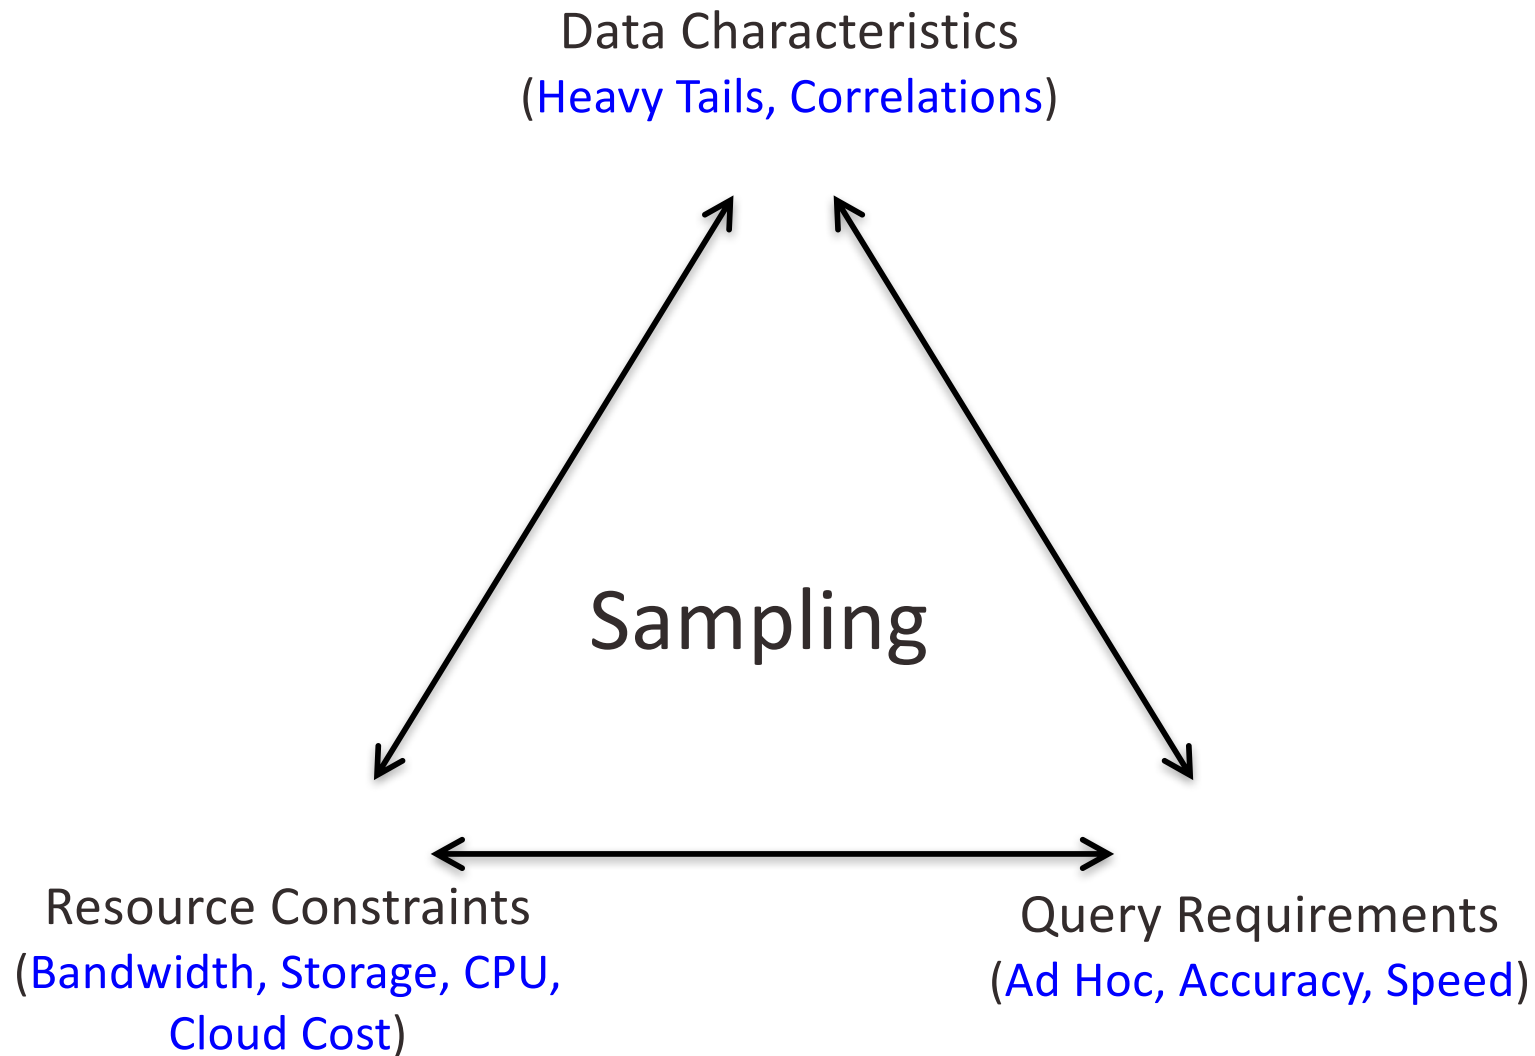 Data Characteristics
(Heavy Tails, Correlations)
Sampling
Resource Constraints
(Bandwidth, Storage, CPU,
Cloud Cost)
Query Requirements
(Ad Hoc, Accuracy, Speed)